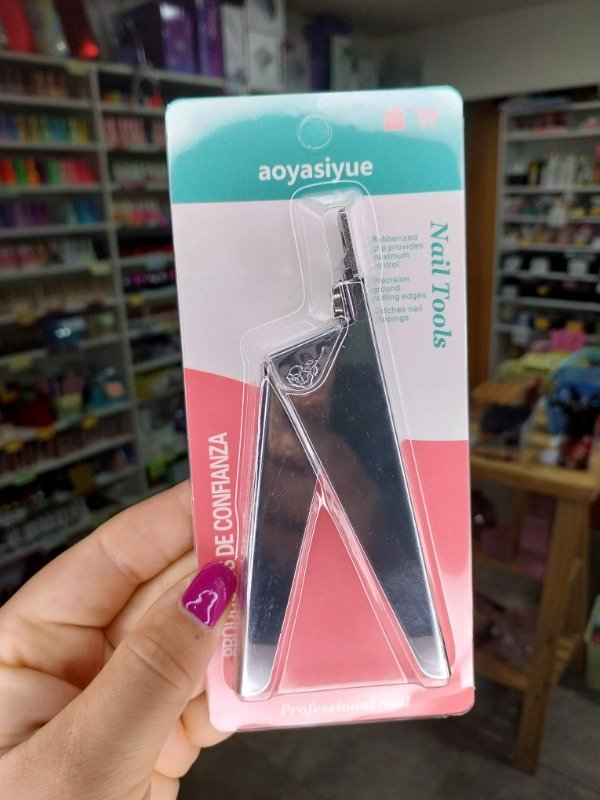 aoyasiyue
Nail Tools
Rubberized
grip provides
maximum
control
Precision
ground
cutting edges
Catches nail
clippings
DE CONFIANZA
Professional Nail